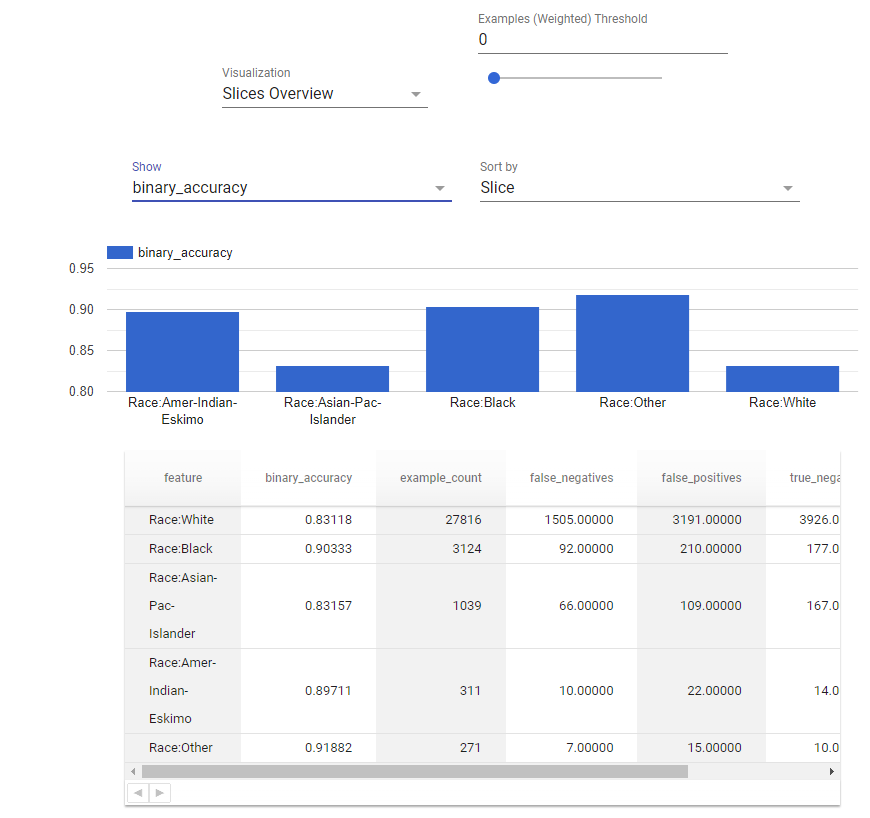 Examples (Weighted) Threshold
0
Visualization
Slices Overview
Show
binary_accuracy
Sort by
Slice
binary_accuracy
0.95
0.90
0.85
0.80
Race:Amer-Indian-
Eskimo
Race:Asian-Pac-
Islander
Race:Black
Race:Other
Race:White
feature binary_accuracy example_count false_negatives false_positives true_nega
Race:White 0.83118 27816 1505.00000 3191.00000 3926.0
Race:Black 0.90333 3124 92.00000 210.00000 177.0
Race:Asian-
Pac- 0.83157 1039 66.00000 109.00000 167.0
Islander
Race:Amer-
Indian- 0.89711 311 10.00000 22.00000 14.0
Eskimo
Race:Other 0.91882 271 7.00000 15.00000 10.0